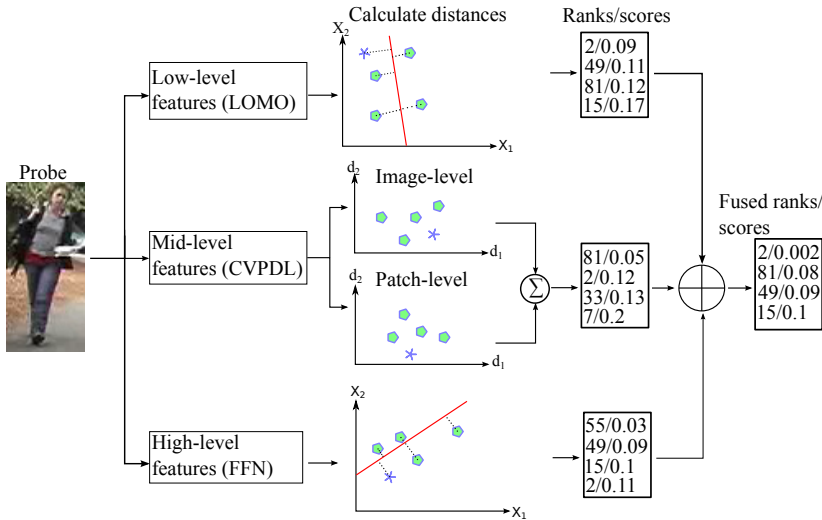 Calculate distances
Ranks/scores
X₂
Low-level
features (LOMO)
2/0.09
49/0.11
81/0.12
15/0.17
X₁
Probe
d₂
Image-level
Mid-level
features (CVPDL)
d₁
d₂
Patch-level
d₁
Σ
81/0.05
2/0.12
33/0.13
7/0.2
Fused ranks/
scores
2/0.002
81/0.08
49/0.09
15/0.1
High-level
features (FFN)
X₂
X₁
55/0.03
49/0.09
15/0.1
2/0.11